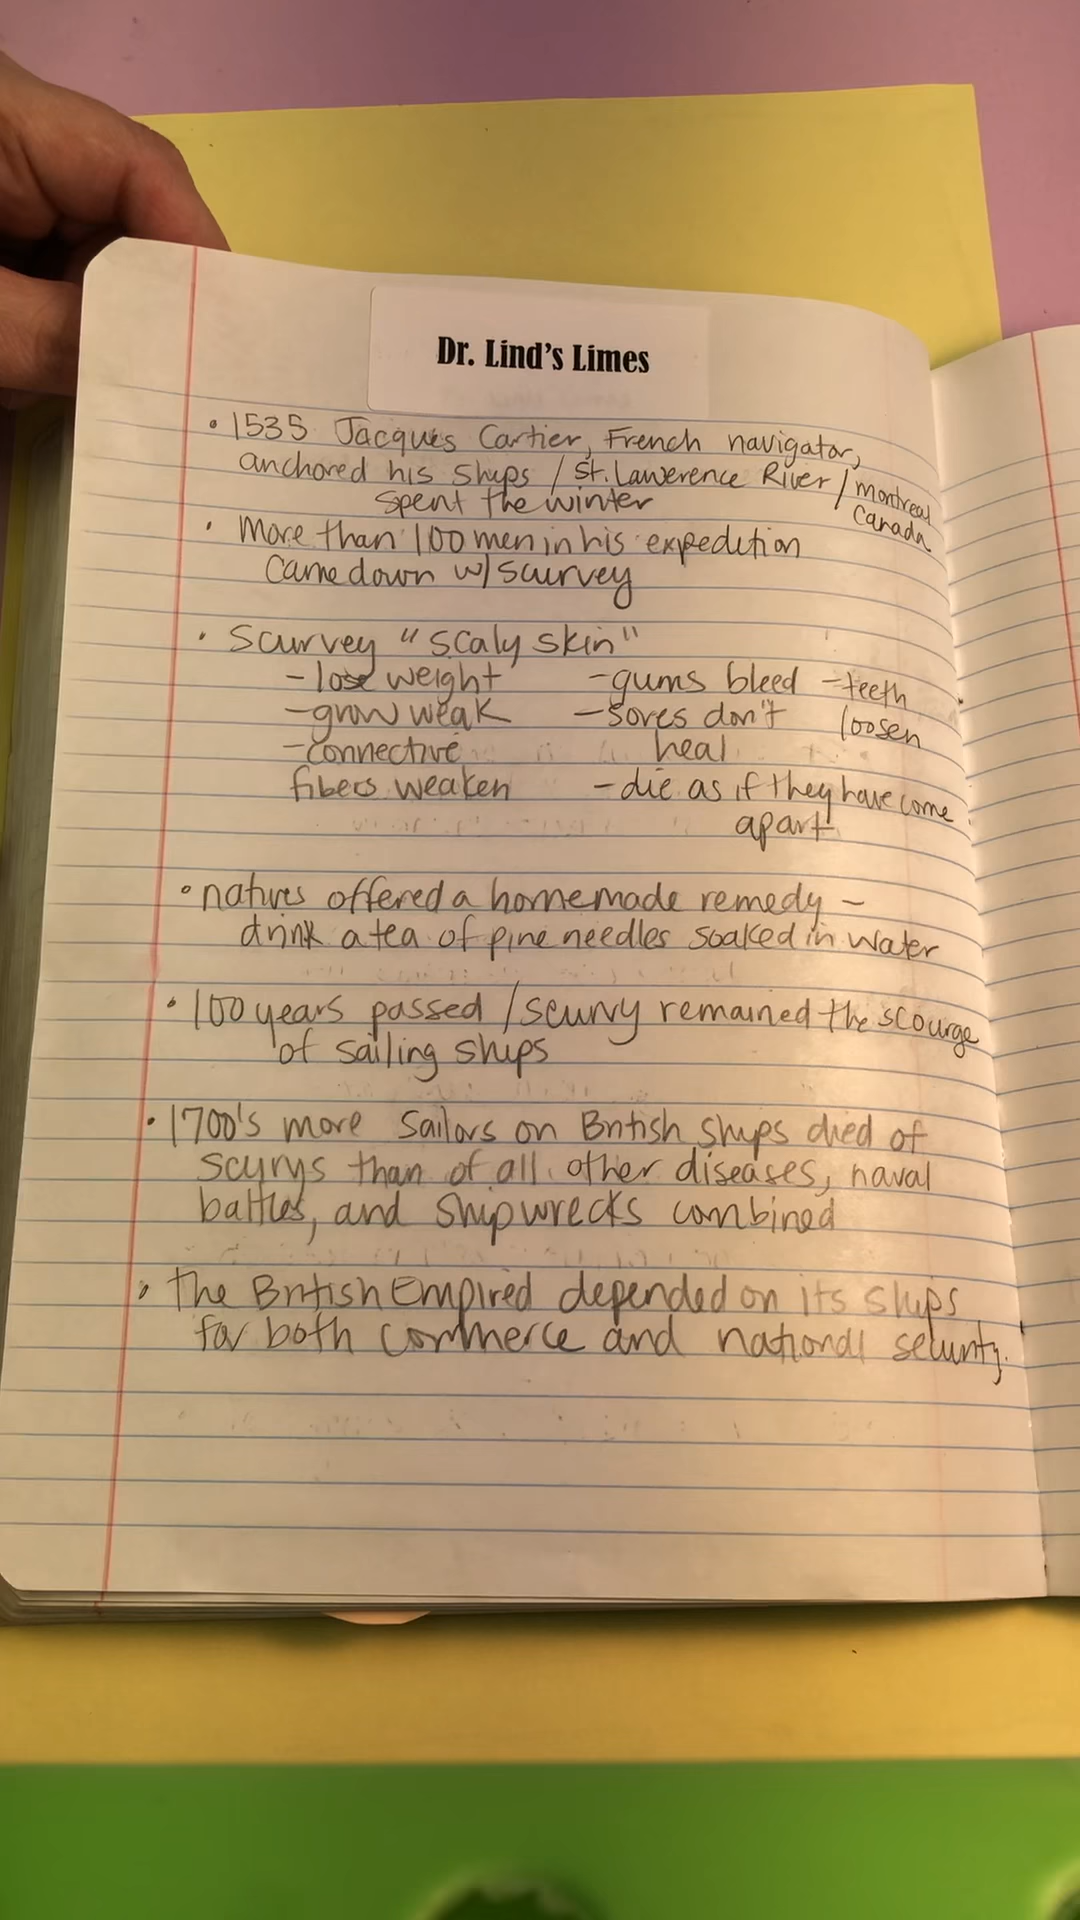 Dr. Lind's Limes
• 1535 Jacques Cartier, French navigator,
anchored his ships / St. Lawerence River / montreal
Canada
spent the winter
• More than 100 men in his expedition
came down w/ scurvey
• Scurvey "scaly skin"
- lose weight - gums bleed - teeth
loosen
- grow weak - sores don't
heal
- connective
fibers weaken - die as if they have come
apart
• natives offered a homemade remedy -
drink a tea of pine needles soaked in water
• 100 years passed / scurvy remained the scourge
of sailing ships
• 1700's more sailors on British ships died of
scyrys than of all other diseases, naval
battles, and shipwrecks combined
• The British Empired depended on its ships
for both commerce and national security.